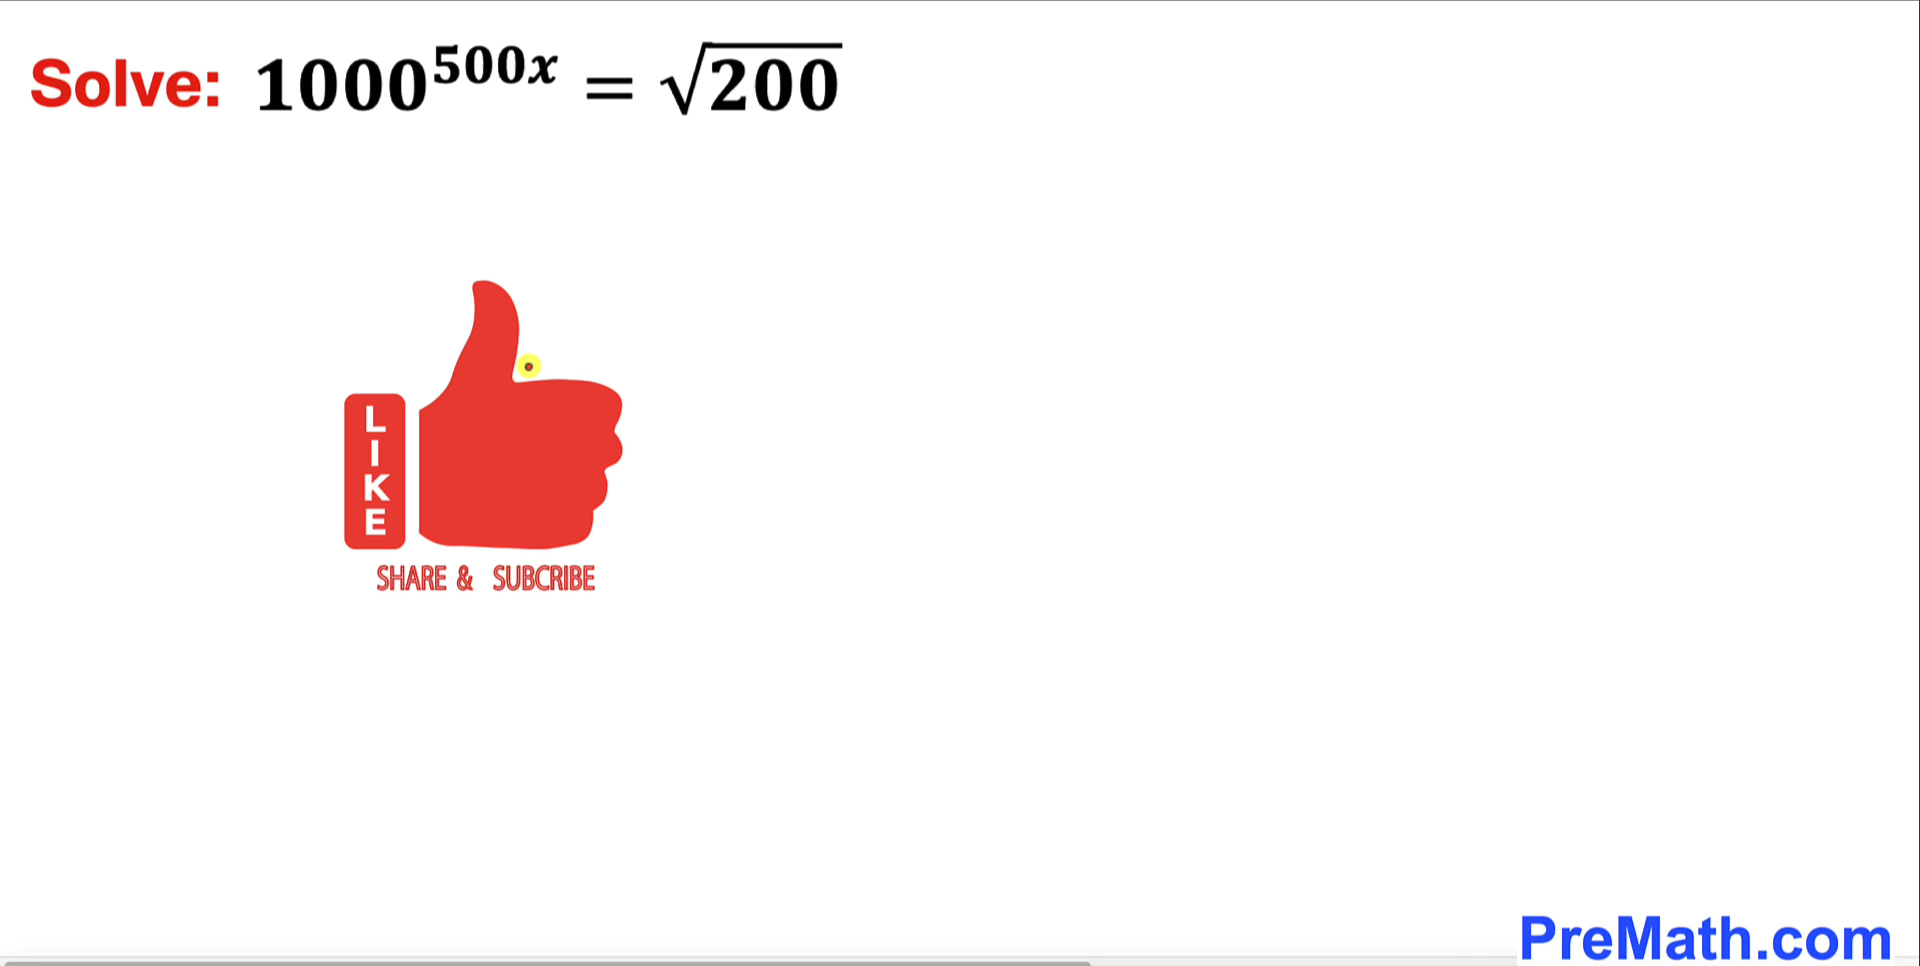 Solve: 1000^500x = √200
L
I
K
E
SHARE & SUBCRIBE
PreMath.com